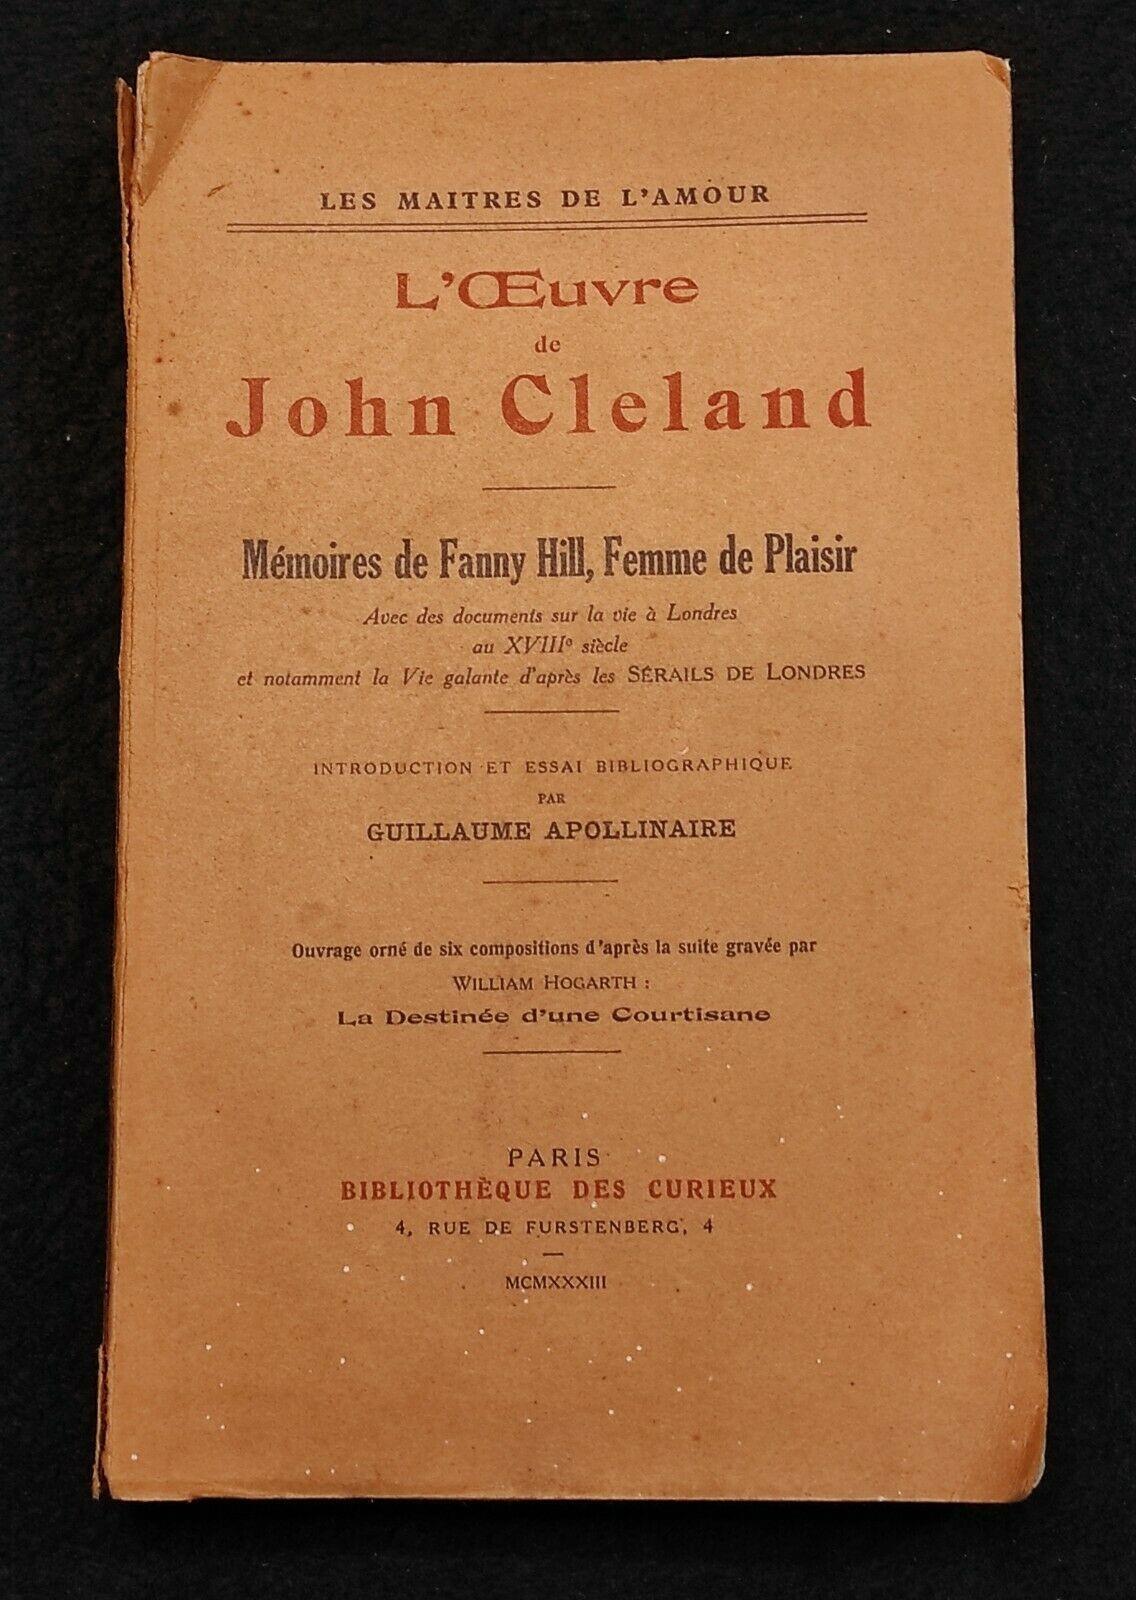 LES MAITRES DE L'AMOUR
L'Œuvre
de
John Cleland
Mémoires de Fanny Hill, Femme de Plaisir
Avec des documents sur la vie à Londres
au XVIIIe siècle
et notamment la Vie galante d'après les SÉRAILS DE LONDRES
INTRODUCTION ET ESSAI BIBLIOGRAPHIQUE
PAR
GUILLAUME APOLLINAIRE
Ouvrage orné de six compositions d'après la suite gravée par
WILLIAM HOGARTH :
La Destinée d'une Courtisane
PARIS
BIBLIOTHÈQUE DES CURIEUX
4, RUE DE FURSTENBERG, 4
MCMXXXIII